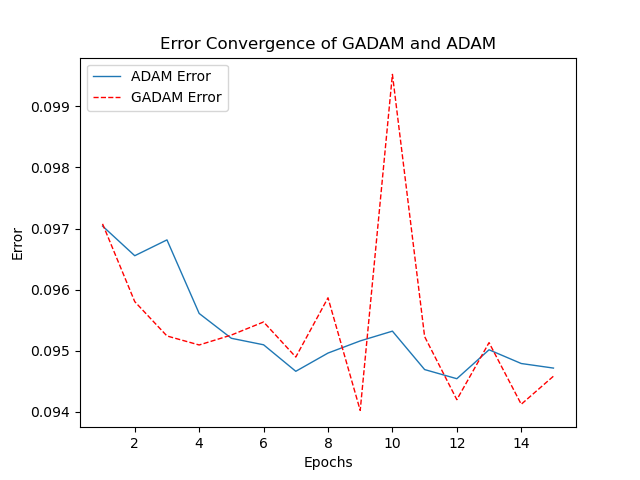 Error Convergence of GADAM and ADAM
ADAM Error
GADAM Error
0.099
0.098
0.097
0.096
0.095
0.094
Error
2 4 6 8 10 12 14
Epochs